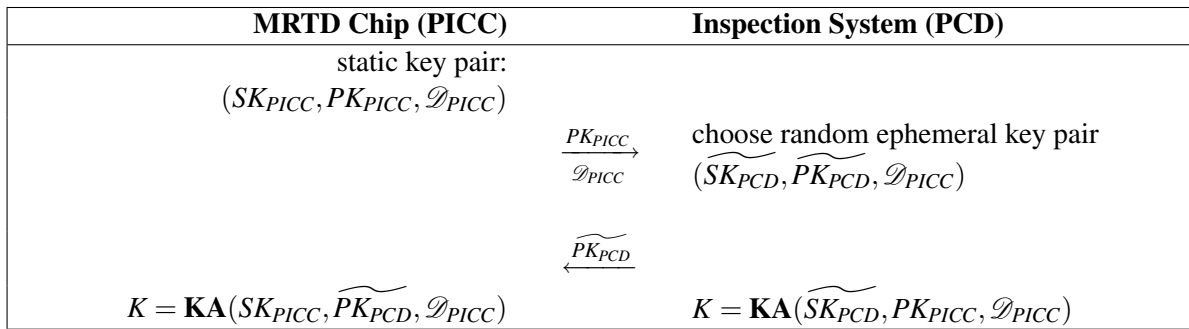 MRTD Chip (PICC) Inspection System (PCD)
static key pair:
(SK_PICC, PK_PICC, 𝒟_PICC)
PK_PICC → choose random ephemeral key pair
𝒟_PICC (S͠K_PCD, P͠K_PCD, 𝒟_PICC)
P͠K_PCD ←
K = KA(SK_PICC, P͠K_PCD, 𝒟_PICC) K = KA(S͠K_PCD, PK_PICC, 𝒟_PICC)